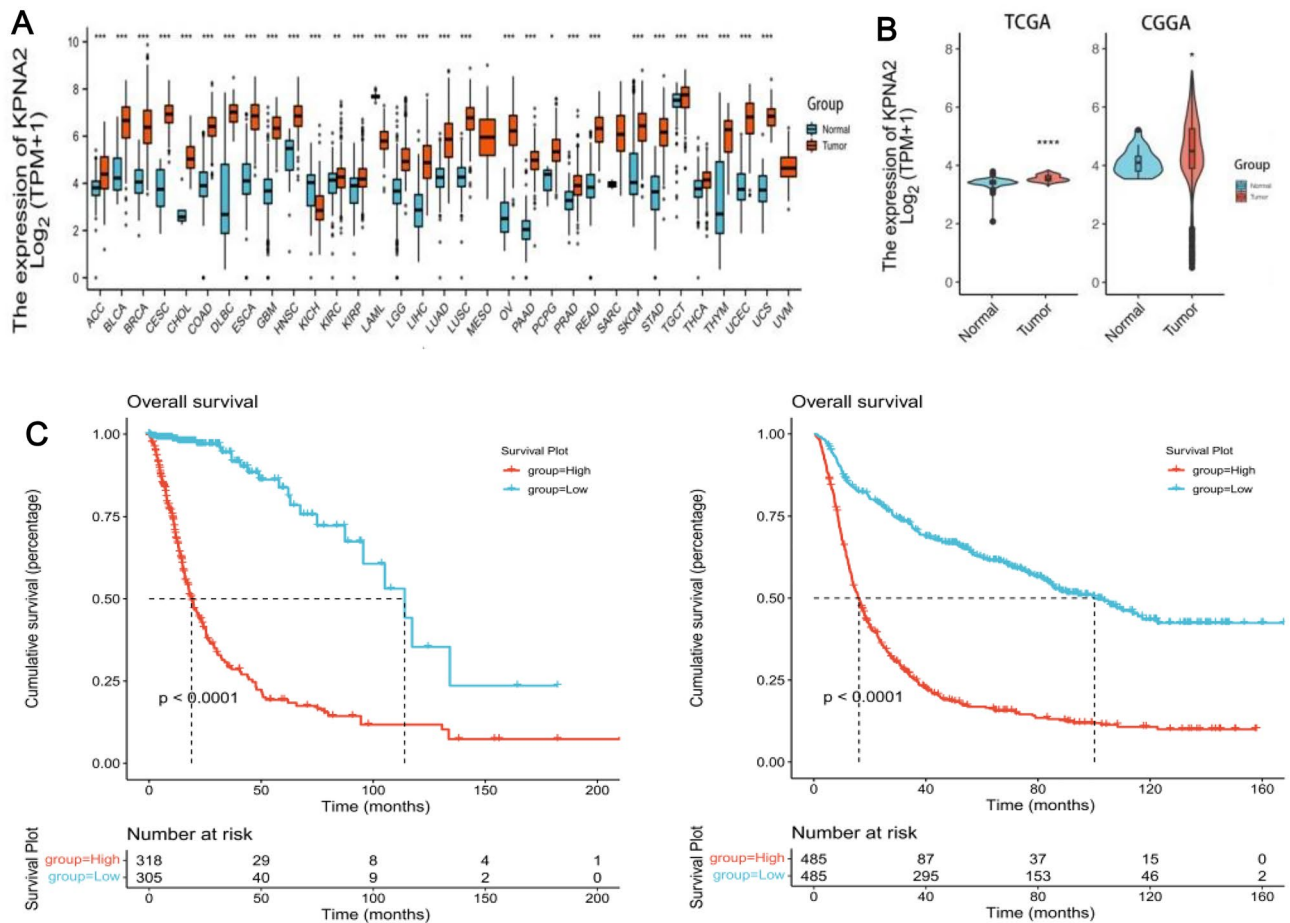 A
The expression of KPNA2
Log2 (TPM+1)
10
8
6
4
2
0
*** *** *** *** *** *** *** *** *** *** *** ** *** *** *** *** *** *** *** *** * *** *** *** *** *** *** *** *** ***
Group
Normal
Tumor
ACC BLCA BRCA CESC CHOL COAD DLBC ESCA GBM HNSC KICH KIRC KIRP LAML LGG LIHC LUAD LUSC MESO OV PAAD PCPG PRAD READ SARC SKCM STAD TGCT THCA THYM UCEC UCS UVM
B
TCGA CGGA
The expression of KPNA2
Log2 (TPM+1)
8 8
6 6
4 4
2 2
0 0
****
*
Normal Tumor Normal Tumor
Group
Normal
Tumor
C
Overall survival
Cumulative survival (percentage)
1.00
0.75
0.50
0.25
0.00
Survival Plot
group=High
group=Low
p < 0.0001
0 50 100 150 200
Time (months)
Number at risk
Survival Plot
group=High 318 29 8 4 1
group=Low 305 40 9 2 0
0 50 100 150 200
Time (months)
Overall survival
Cumulative survival (percentage)
1.00
0.75
0.50
0.25
0.00
Survival Plot
group=High
group=Low
p < 0.0001
0 40 80 120 160
Time (months)
Number at risk
Survival Plot
group=High 485 87 37 15 0
group=Low 485 295 153 46 2
0 40 80 120 160
Time (months)